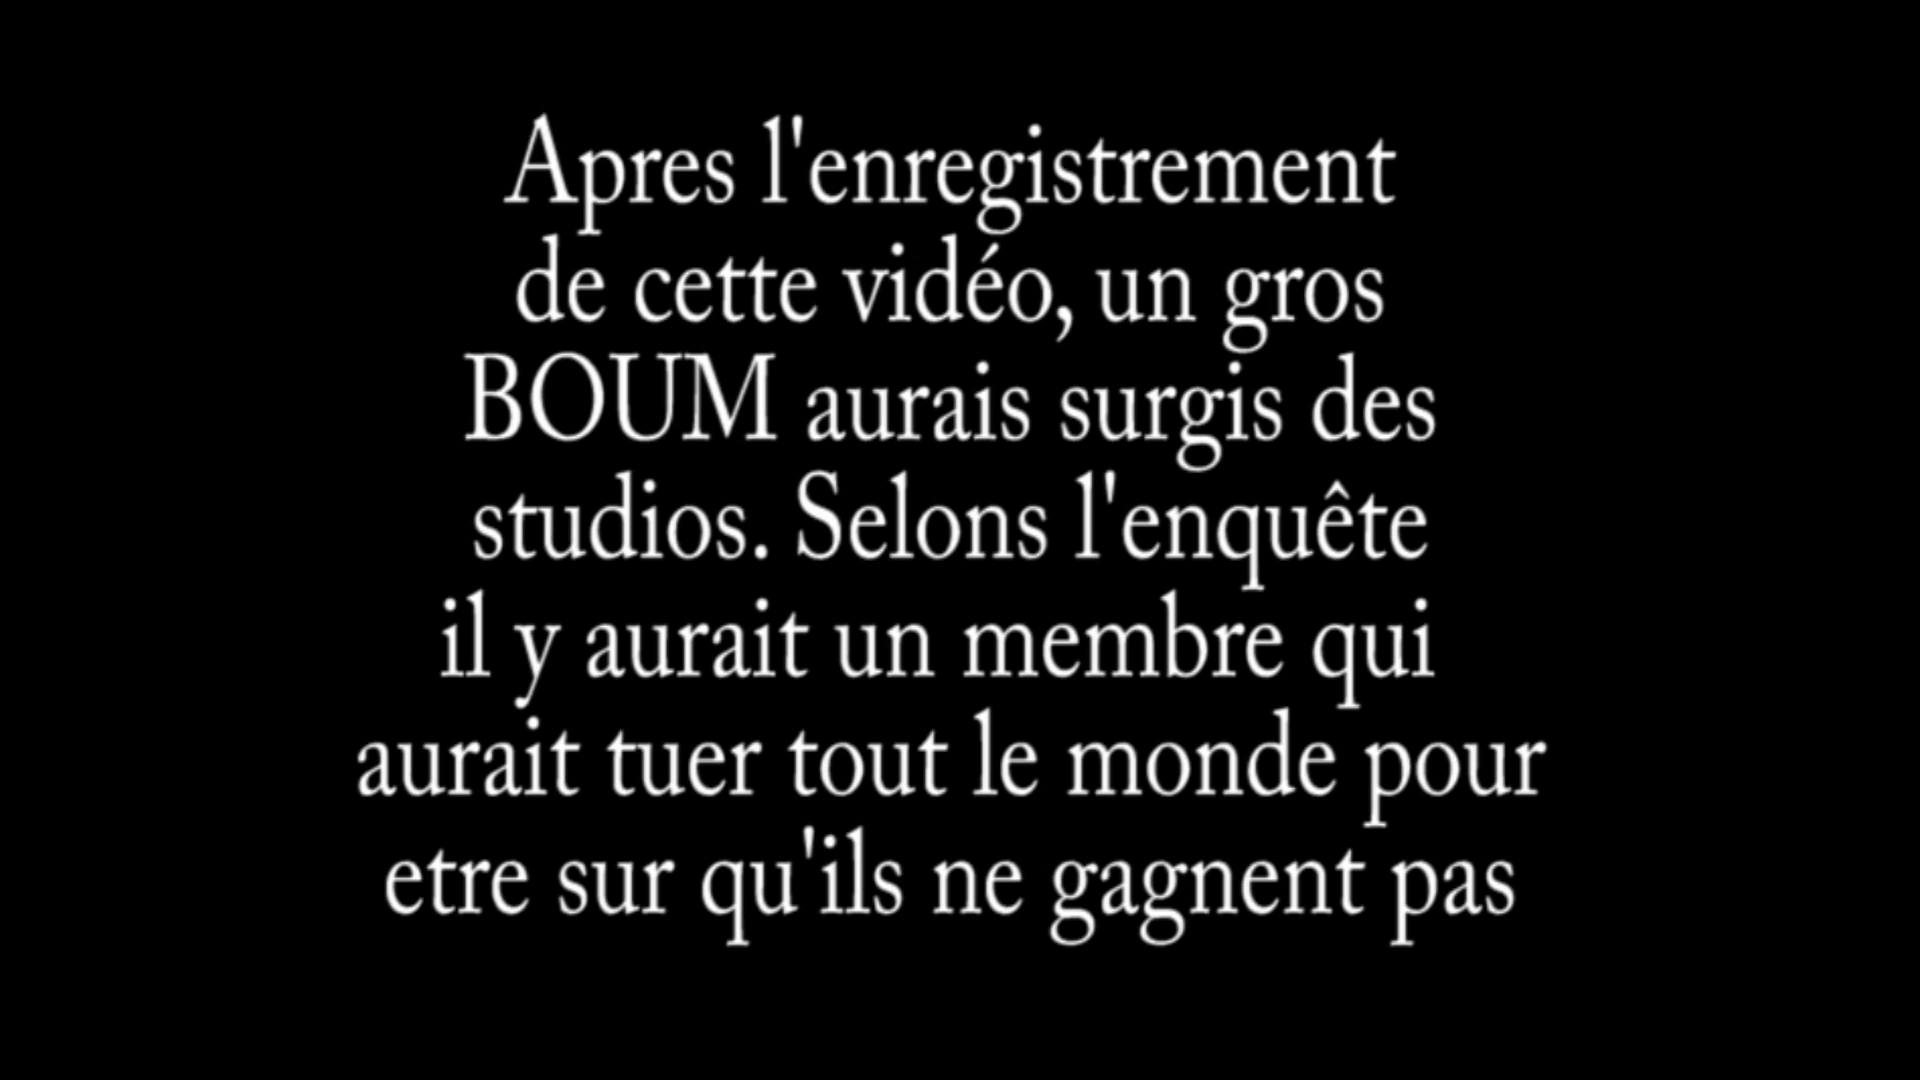 Apres l'enregistrement
de cette vidéo, un gros
BOUM aurais surgis des
studios. Selons l'enquête
il y aurait un membre qui
aurait tuer tout le monde pour
etre sur qu'ils ne gagnent pas